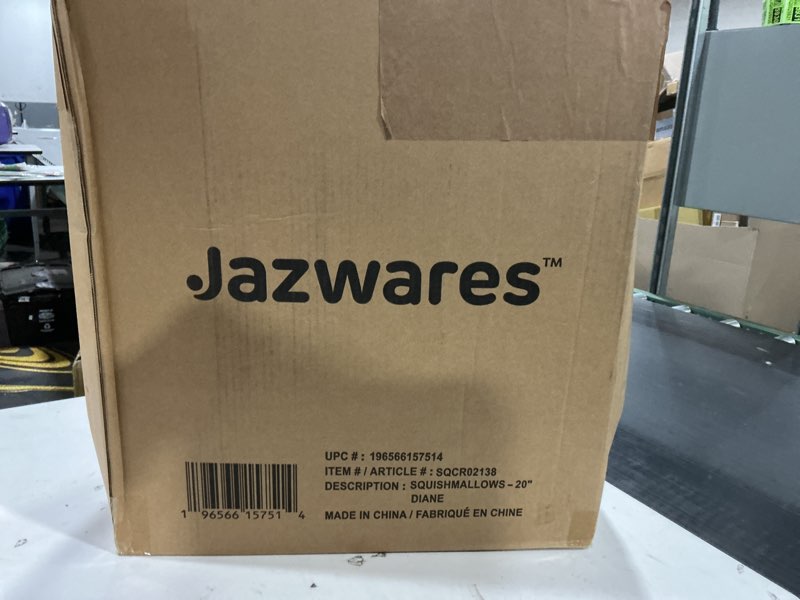 Jazwares™
UPC # : 196566157514
ITEM # / ARTICLE # : SQCR02138
DESCRIPTION : SQUISHMALLOWS – 20"
DIANE
MADE IN CHINA / FABRIQUÉ EN CHINE
1 96566 15751 4